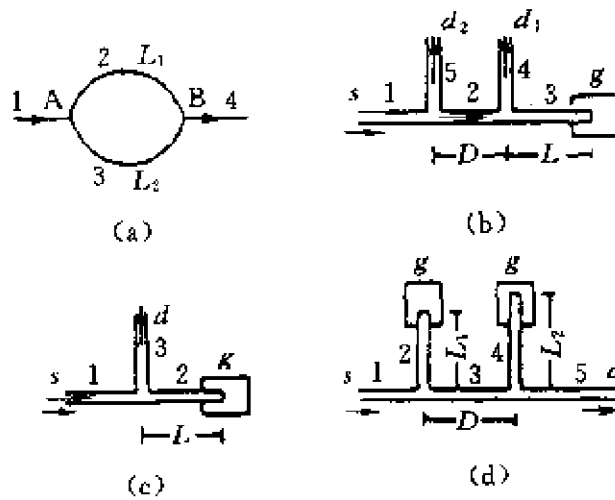 2 L₁
1 A B 4
3 L₂
(a)
d₂ d₁
5 4 g
s 1 2 3
D L
(b)
d
3 g
s 1 2
L
(c)
g g
2 L₁ 4 L₂
s 1 3 5
D
(d)